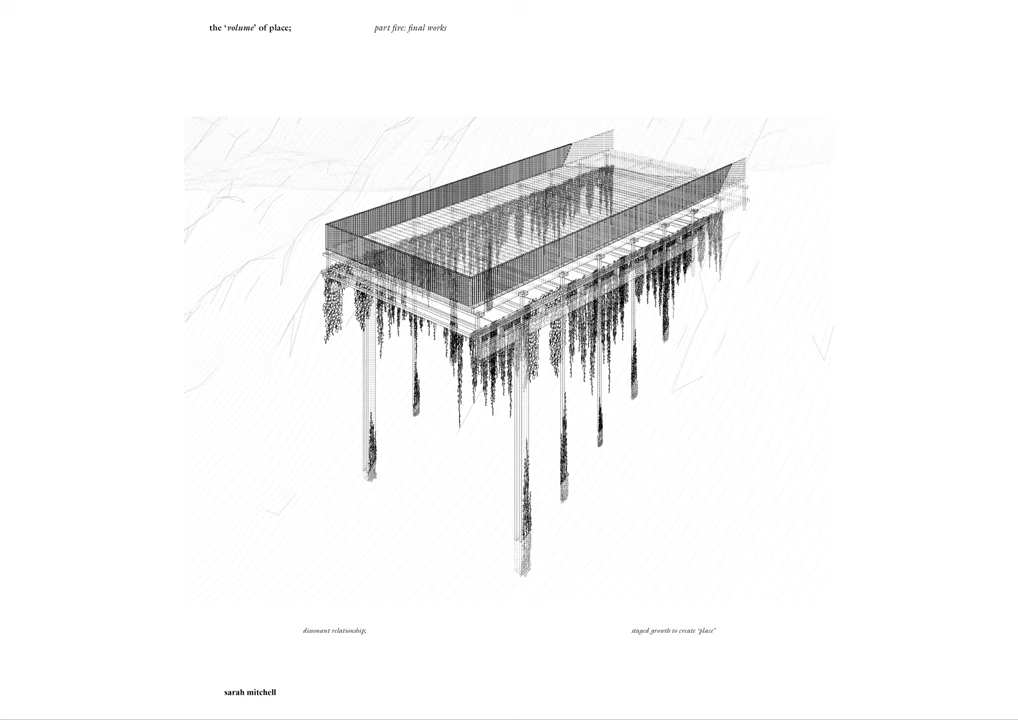 the ‘volume’ of place; part five: final works
dissonant relationship; staged growth to create ‘place’
sarah mitchell